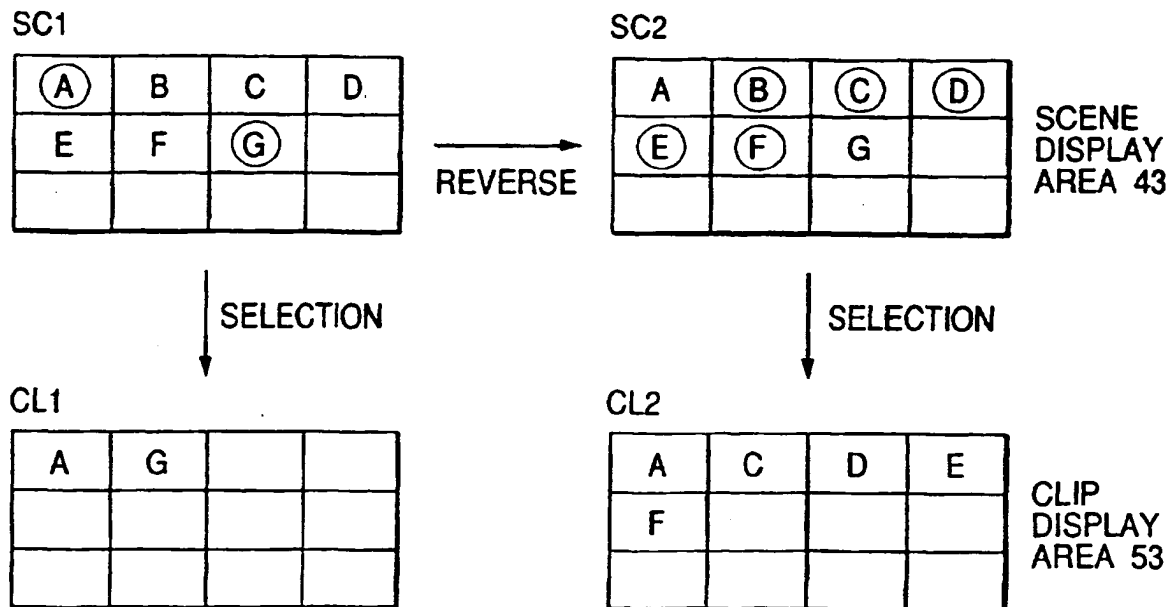 SC1
A B C D
E F G
REVERSE
SC2
A B C D
E F G
SCENE
DISPLAY
AREA 43
SELECTION
SELECTION
CL1
A G
CL2
A C D E
F
CLIP
DISPLAY
AREA 53